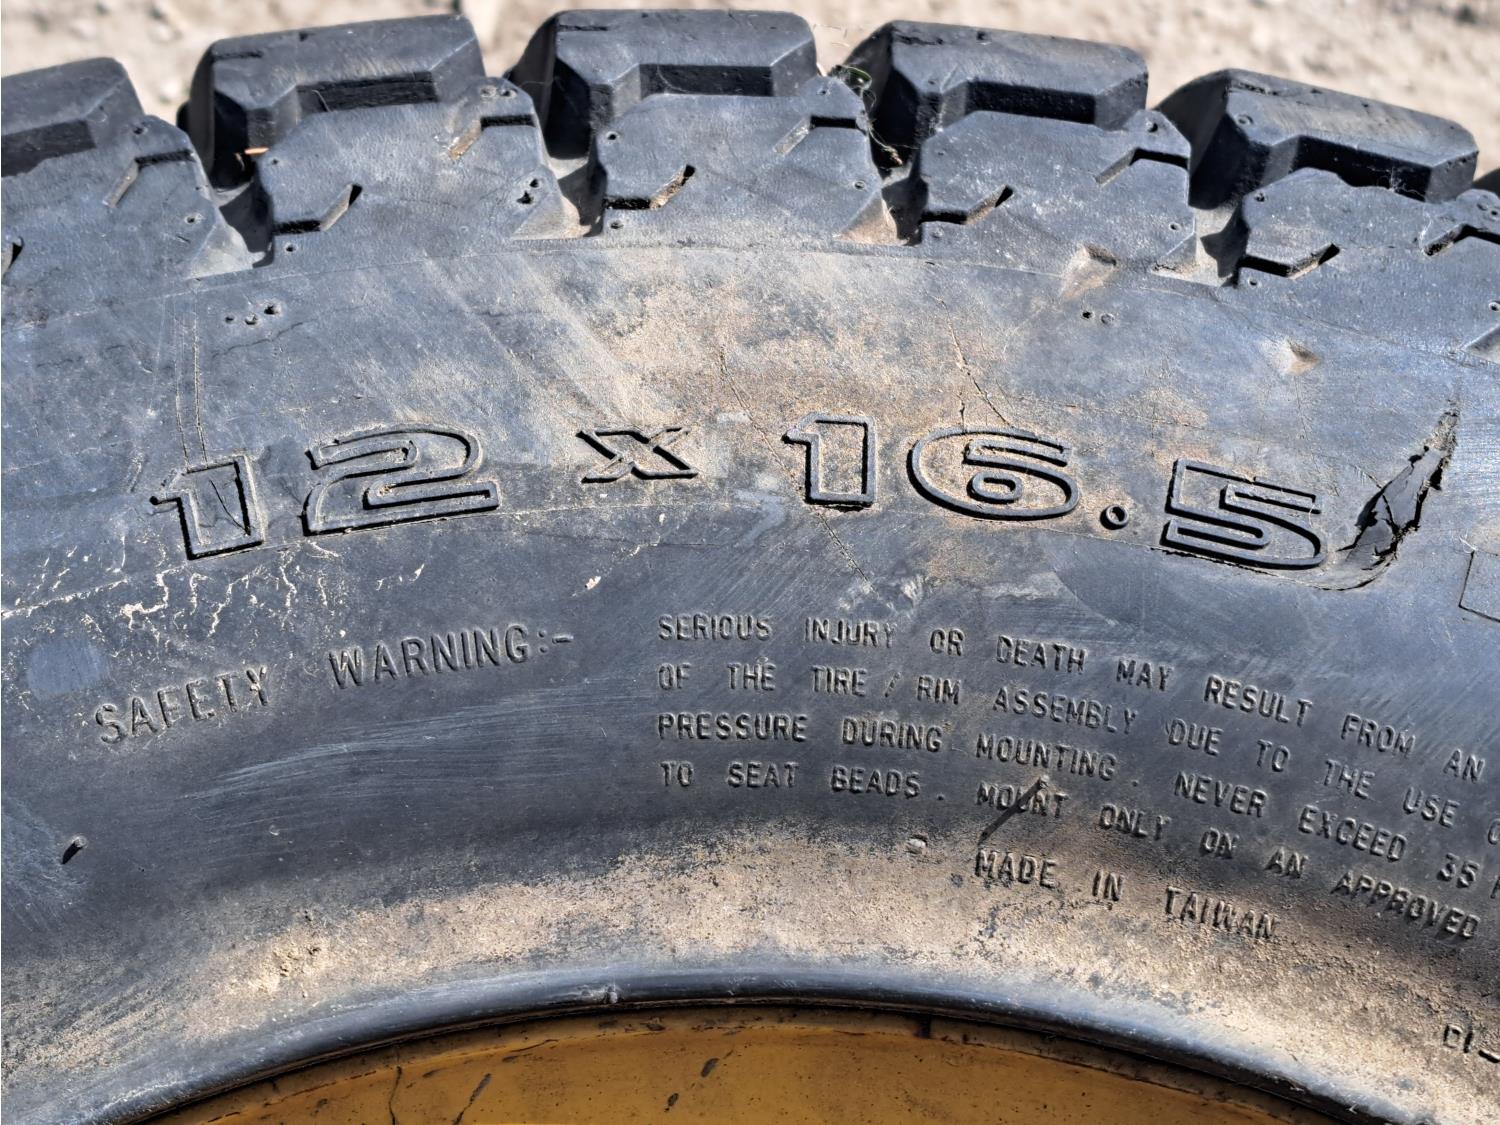 12 x 16.5
SAFETY WARNING:-
SERIOUS INJURY OR DEATH MAY RESULT FROM AN
OF THE TIRE / RIM ASSEMBLY DUE TO THE USE
PRESSURE DURING MOUNTING. NEVER EXCEED 35
TO SEAT BEADS. MOUNT ONLY ON AN APPROVED
MADE IN TAIWAN